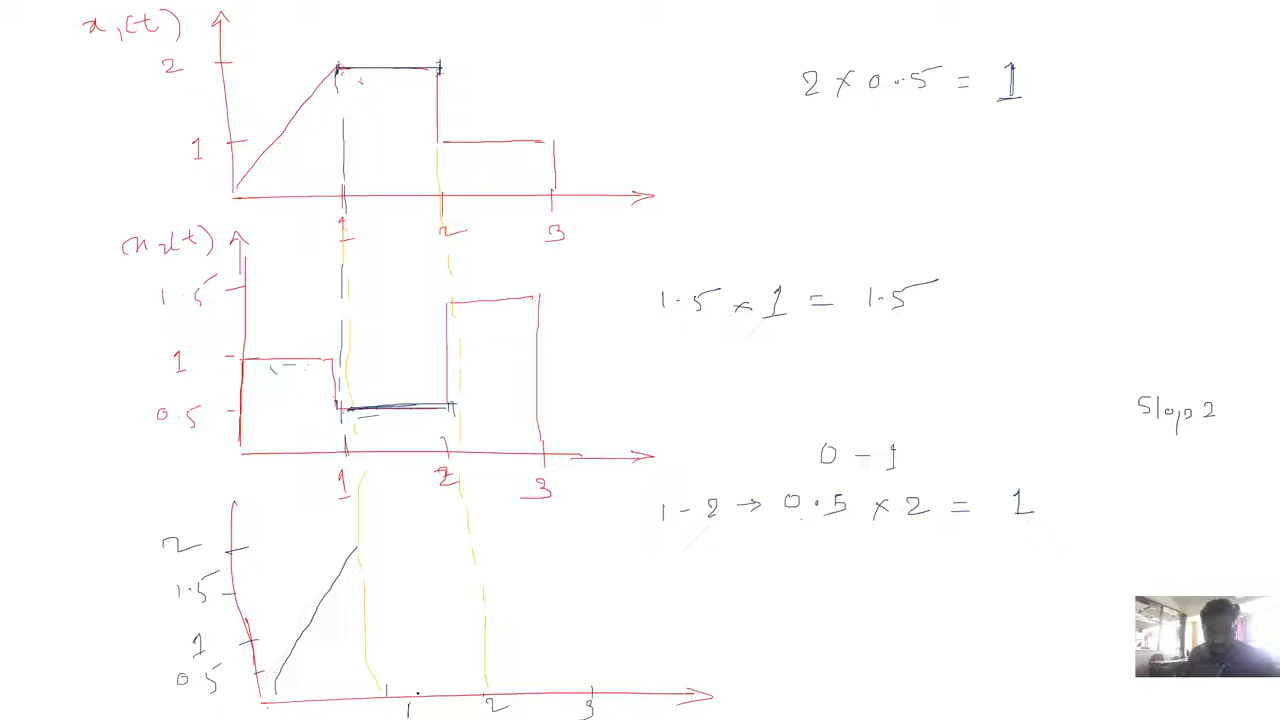 x₁(t)
2
1
1 2 3
2 × 0.5 = 1
x₂(t)
1.5
1
0.5
1 2 3
1.5 × 1 = 1.5
Slop 2
0 - 1
1 - 2 → 0.5 × 2 = 1
2
1.5
1
0.5
1 2 3